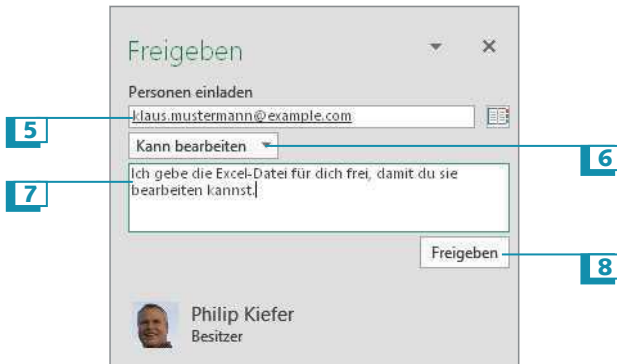 Freigeben
Personen einladen
5
klaus.mustermann@example.com
Kann bearbeiten
6
7
Ich gebe die Excel-Datei für dich frei, damit du sie
bearbeiten kannst.
Freigeben
8
Philip Kiefer
Besitzer